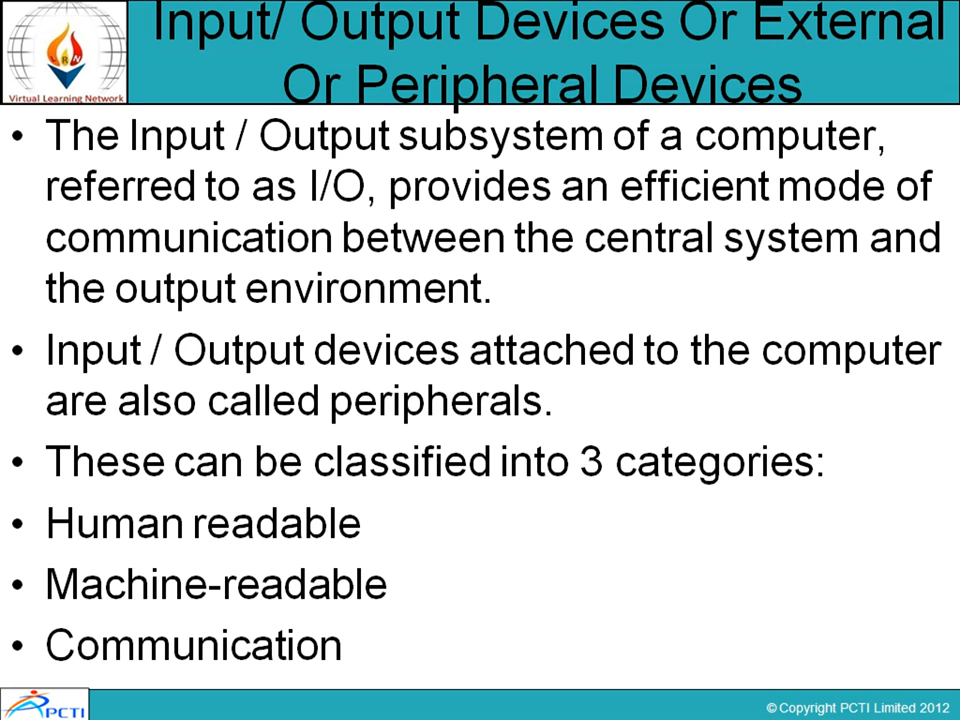 Input/ Output Devices Or External
Or Peripheral Devices
RN
Virtual Learning Network
• The Input / Output subsystem of a computer,
referred to as I/O, provides an efficient mode of
communication between the central system and
the output environment.
• Input / Output devices attached to the computer
are also called peripherals.
• These can be classified into 3 categories:
• Human readable
• Machine-readable
• Communication
PCTI
© Copyright PCTI Limited 2012